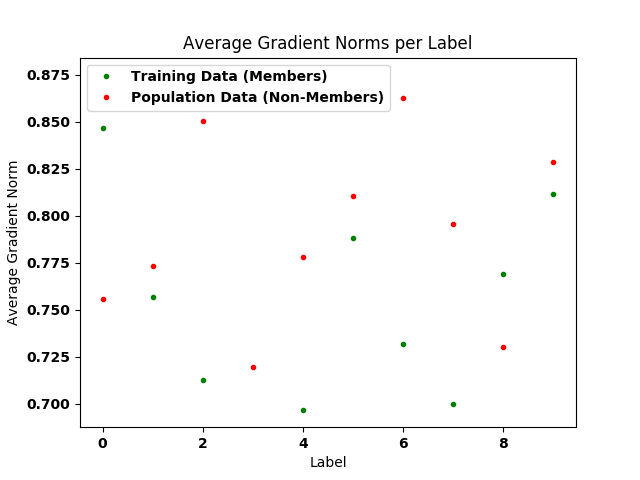 Average Gradient Norms per Label
Training Data (Members)
Population Data (Non-Members)
Average Gradient Norm
0.875
0.850
0.825
0.800
0.775
0.750
0.725
0.700
0
2
4
6
8
Label